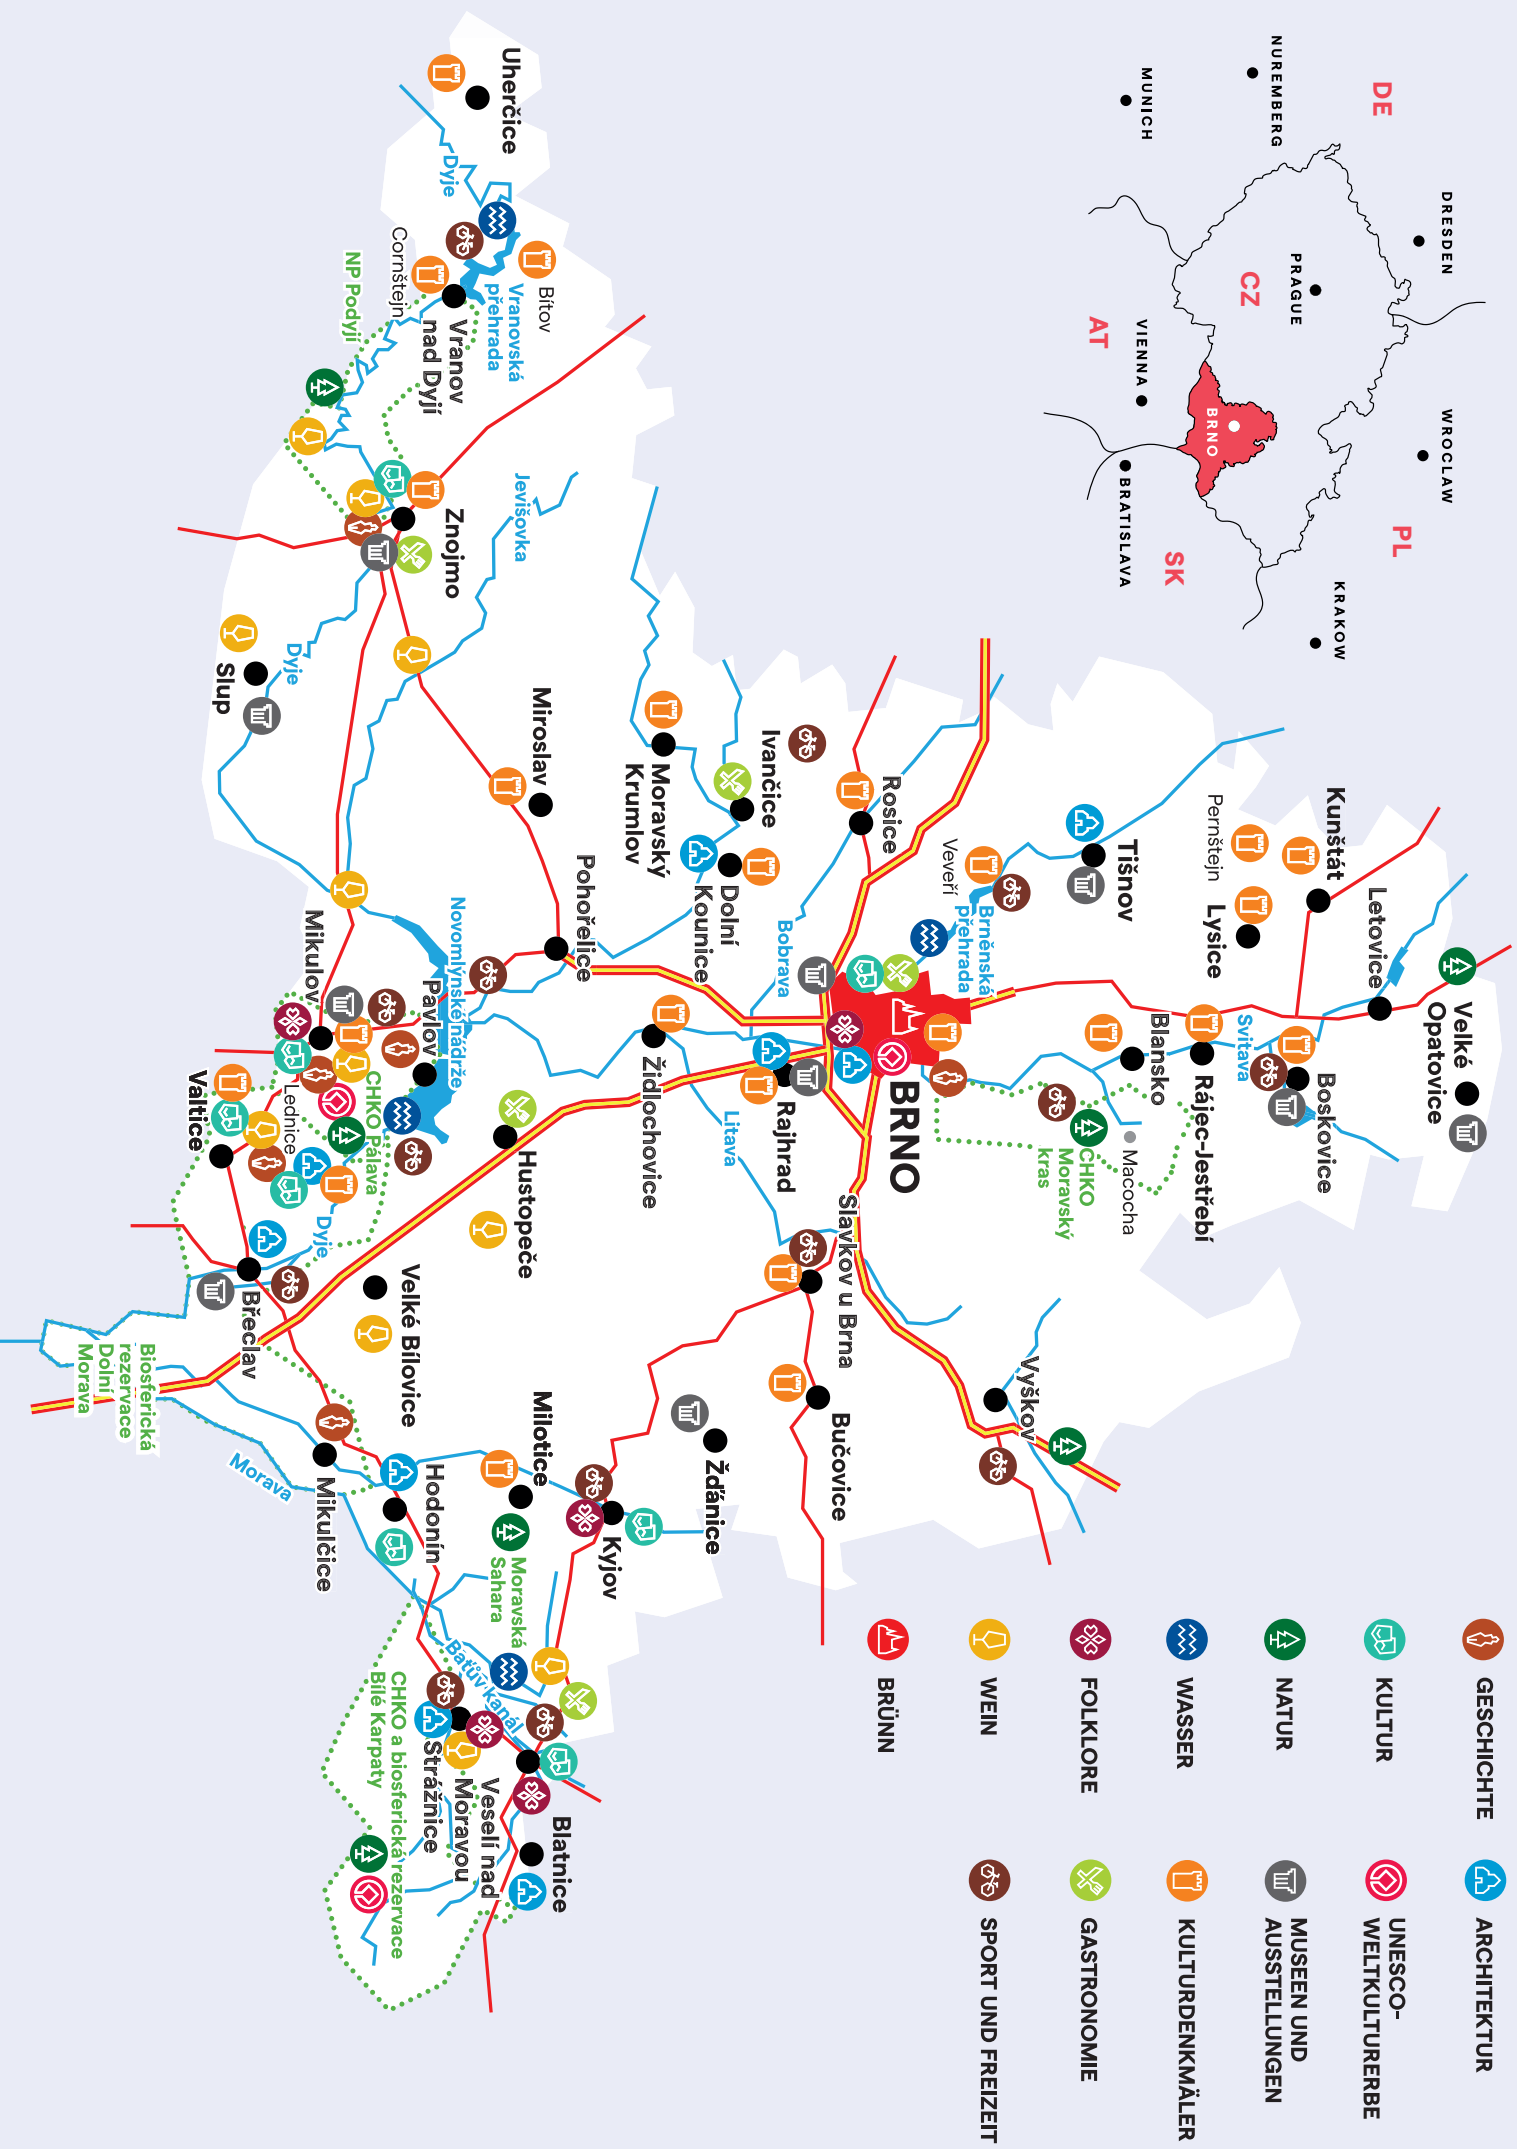 DE
NUREMBERG
MUNICH
DRESDEN
PRAGUE
CZ
AT
VIENNA
BRNO
WROCLAW
BRATISLAVA
PL
SK
KRAKOW
GESCHICHTE
KULTUR
NATUR
WASSER
FOLKLORE
WEIN
BRÜNN
ARCHITEKTUR
UNESCO-
WELTKULTURERBE
MUSEEN UND
AUSSTELLUNGEN
KULTURDENKMÄLER
GASTRONOMIE
SPORT UND FREIZEIT
Velké
Opatovice
Letovice
Kunštát
Lysice
Pernštejn
Boskovice
Svitava
Rájec-Jestřebí
Blansko
Macocha
CHKO
Moravský
kras
Tišnov
Brněnská
přehrada
Veveří
Rosice
BRNO
Vyškov
Slavkov u Brna
Bučovice
Rajhrad
Bobrava
Ivančice
Dolní
Kounice
Moravský
Krumlov
Litava
Židlochovice
Žďánice
Pohořelice
Miroslav
Kyjov
Milotice
Moravská
Sahara
Hustopeče
Blatnice
Veselí nad
Moravou
Strážnice
Baťův kanál
Jevišovka
Bítov
Vranovská
přehrada
Uherčice
Dyje
Cornštejn
Vranov
nad Dyjí
NP Podyjí
Znojmo
Dyje
Slup
Novomlýnské nádrže
Pavlov
Mikulov
CHKO Pálava
Lednice
Valtice
Dyje
Velké Bílovice
Břeclav
Hodonín
Mikulčice
Morava
CHKO a biosferická rezervace
Bílé Karpaty
Biosferická
rezervace
Dolní
Morava